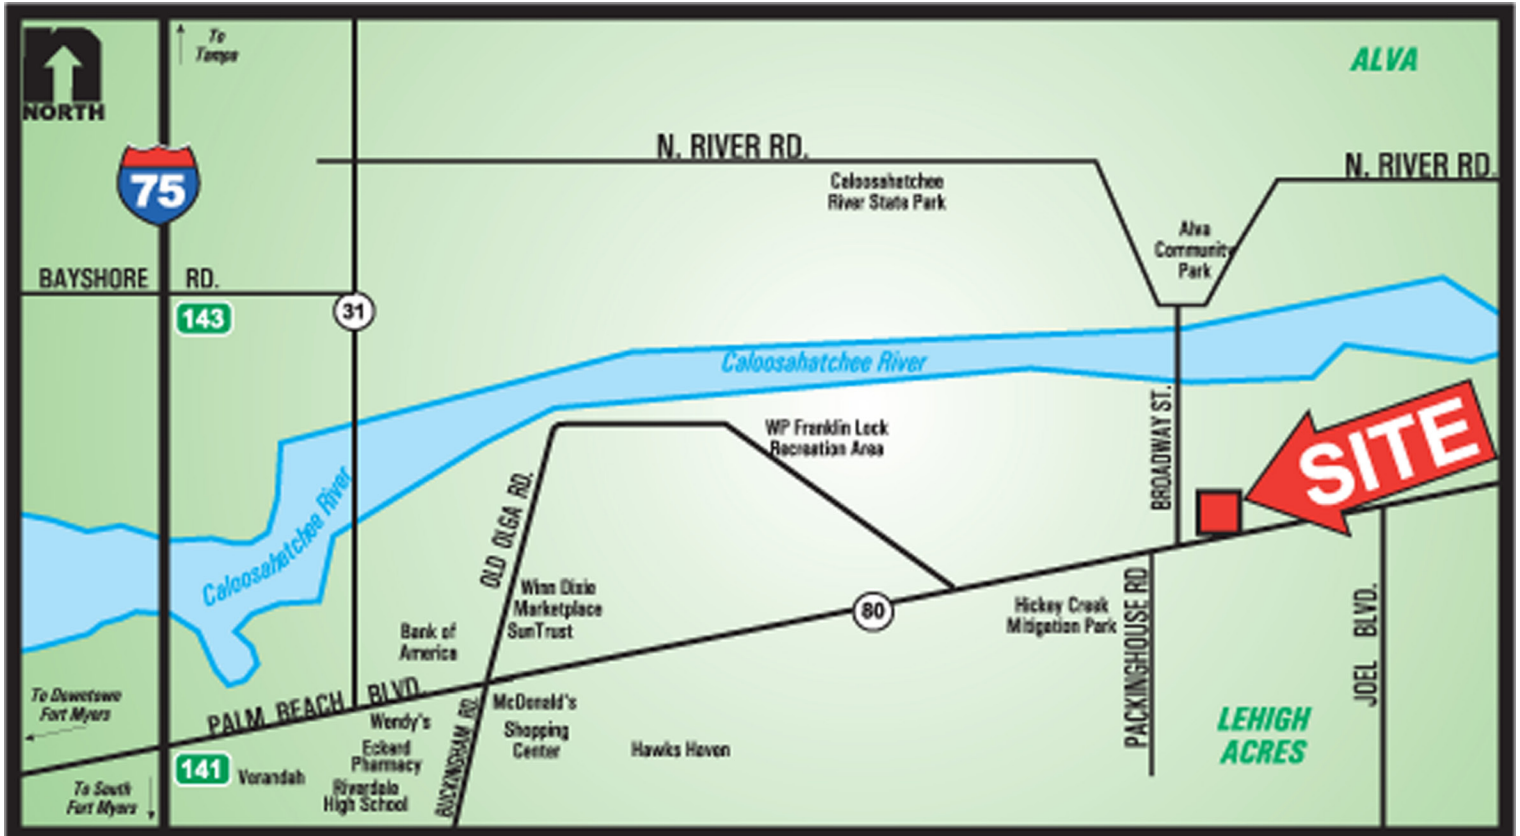 To
Tampa
ALVA
NORTH
N. RIVER RD.
N. RIVER RD.
75
Caloosahatchee
River State Park
Alva
Community
Park
BAYSHORE RD.
143
31
Caloosahatchee River
WP Franklin Lock
Recreation Area
BROADWAY ST.
SITE
Caloosahatchee River
OLD OLGA RD.
Winn Dixie
Marketplace
SunTrust
80
Hickey Creek
Mitigation Park
PACKINGHOUSE RD
JOEL BLVD.
Bank of
America
To Downtown
Fort Myers
PALM BEACH BLVD.
McDonald's
Shopping
Center
Wendy's
Eckerd
Pharmacy
Riverdale
High School
BUCKINGHAM RD.
Hawks Haven
LEHIGH
ACRES
141
Verandah
To South
Fort Myers